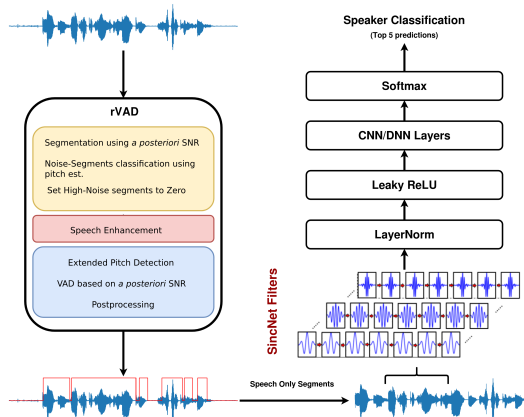 rVAD
Segmentation using a posteriori SNR
Noise-Segments classification using
pitch est.
Set High-Noise segments to Zero
Speech Enhancement
Extended Pitch Detection
VAD based on a posteriori SNR
Postprocessing
Speech Only Segments
SincNet Filters
LayerNorm
Leaky ReLU
CNN/DNN Layers
Softmax
Speaker Classification
(Top 5 predictions)